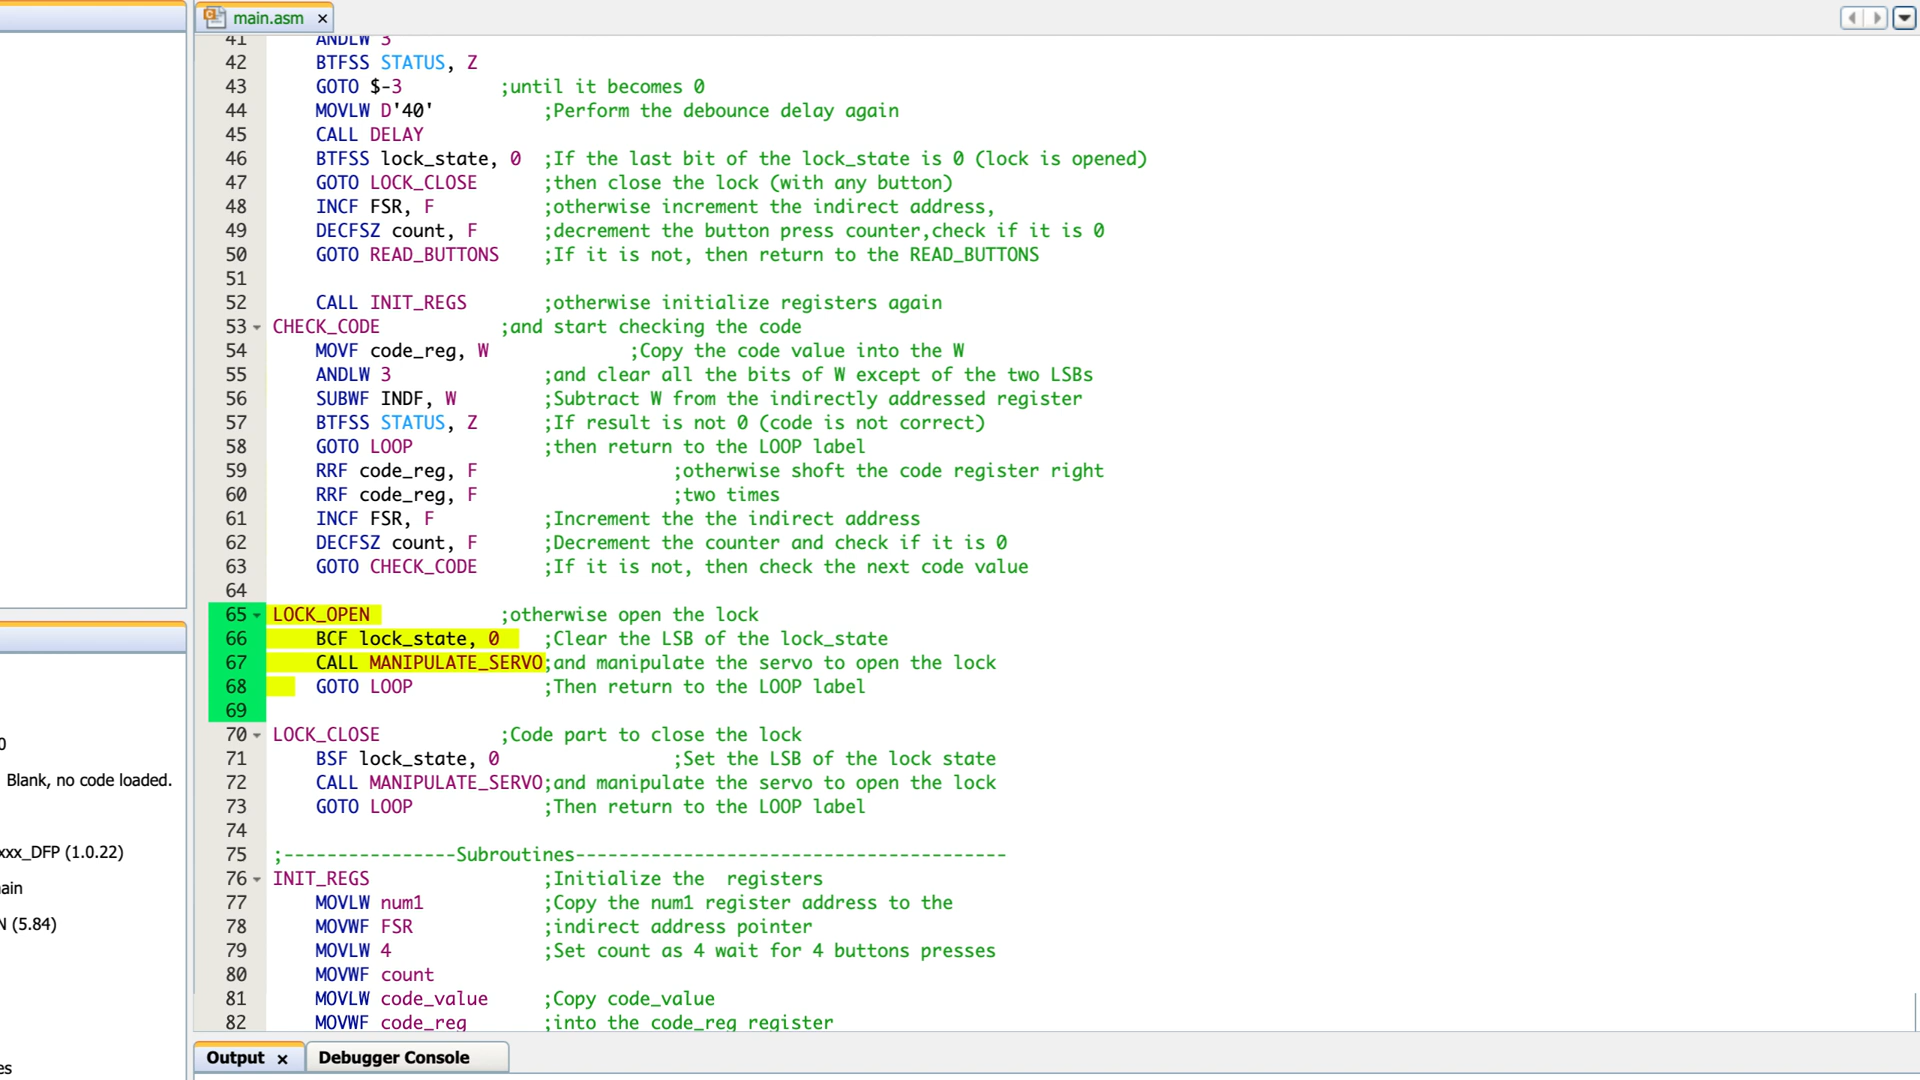 main.asm
41 ANDLW 3
42 BTFSS STATUS, Z
43 GOTO $-3 ;until it becomes 0
44 MOVLW D'40' ;Perform the debounce delay again
45 CALL DELAY
46 BTFSS lock_state, 0 ;If the last bit of the lock_state is 0 (lock is opened)
47 GOTO LOCK_CLOSE ;then close the lock (with any button)
48 INCF FSR, F ;otherwise increment the indirect address,
49 DECFSZ count, F ;decrement the button press counter,check if it is 0
50 GOTO READ_BUTTONS ;If it is not, then return to the READ_BUTTONS
51
52 CALL INIT_REGS ;otherwise initialize registers again
53 CHECK_CODE ;and start checking the code
54 MOVF code_reg, W ;Copy the code value into the W
55 ANDLW 3 ;and clear all the bits of W except of the two LSBs
56 SUBWF INDF, W ;Subtract W from the indirectly addressed register
57 BTFSS STATUS, Z ;If result is not 0 (code is not correct)
58 GOTO LOOP ;then return to the LOOP label
59 RRF code_reg, F ;otherwise shoft the code register right
60 RRF code_reg, F ;two times
61 INCF FSR, F ;Increment the the indirect address
62 DECFSZ count, F ;Decrement the counter and check if it is 0
63 GOTO CHECK_CODE ;If it is not, then check the next code value
64
65 LOCK_OPEN ;otherwise open the lock
66 BCF lock_state, 0 ;Clear the LSB of the lock_state
67 CALL MANIPULATE_SERVO;and manipulate the servo to open the lock
68 GOTO LOOP ;Then return to the LOOP label
69
70 LOCK_CLOSE ;Code part to close the lock
71 BSF lock_state, 0 ;Set the LSB of the lock state
72 CALL MANIPULATE_SERVO;and manipulate the servo to open the lock
73 GOTO LOOP ;Then return to the LOOP label
74
75 ;----------------Subroutines----------------------------------------
76 INIT_REGS ;Initialize the  registers
77 MOVLW num1 ;Copy the num1 register address to the
78 MOVWF FSR ;indirect address pointer
79 MOVLW 4 ;Set count as 4 wait for 4 buttons presses
80 MOVWF count
81 MOVLW code_value ;Copy code_value
82 MOVWF code_reg ;into the code_reg register
0
Blank, no code loaded.
xxx_DFP (1.0.22)
ain
N (5.84)
es
Output
Debugger Console